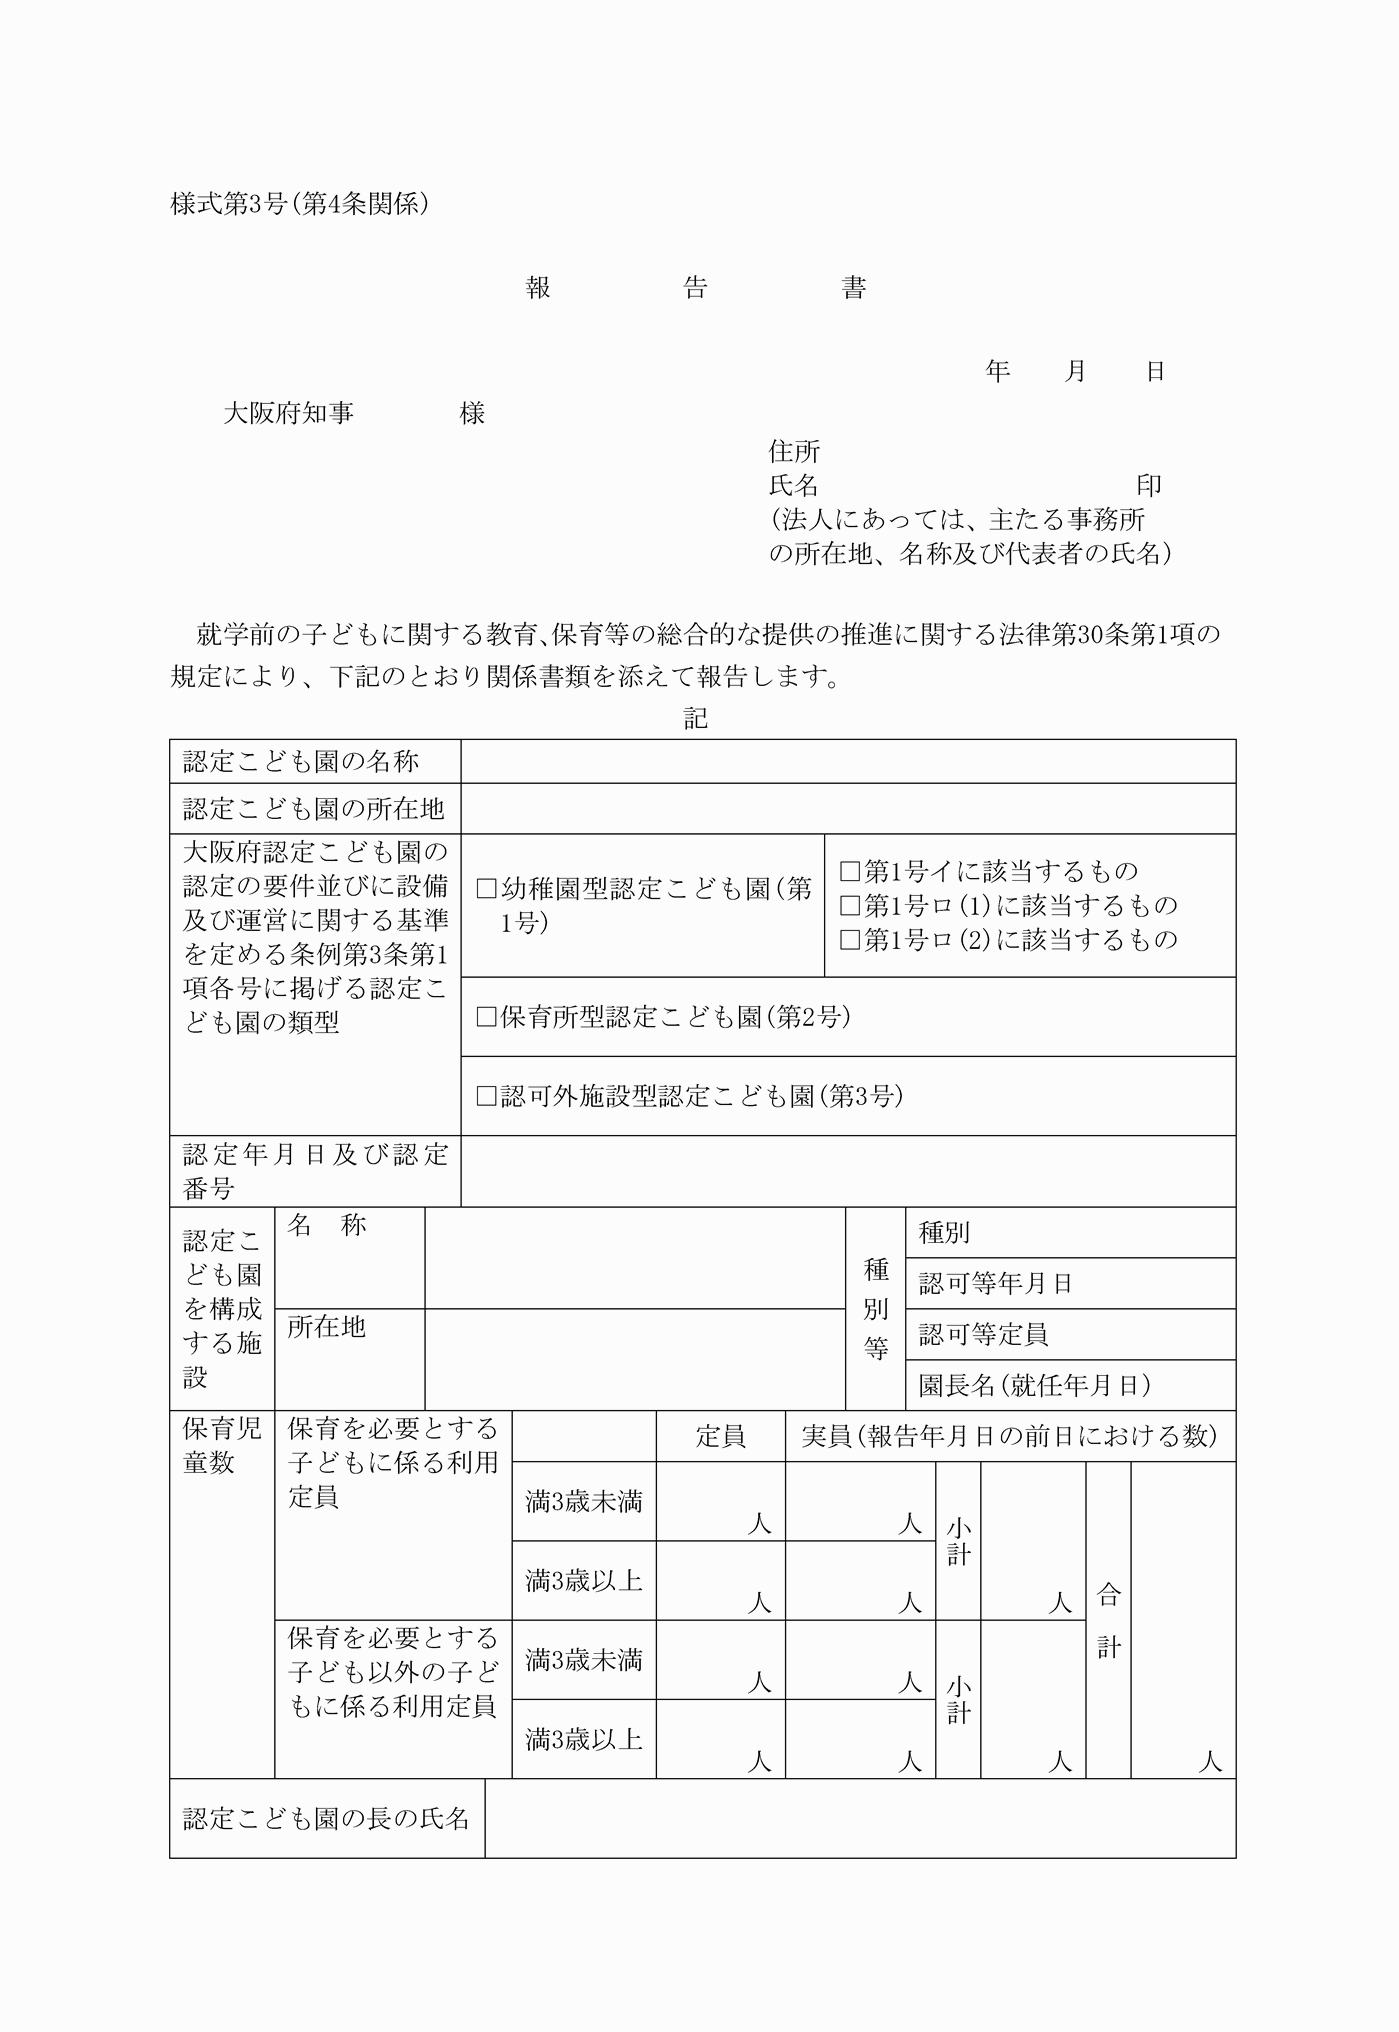 様式第3号(第4条関係)
報　　　　　告　　　　　書
年　　月　　日
大阪府知事　　　　様
住所
氏名　　　　　　　　　　　　印
(法人にあっては、主たる事務所
の所在地、名称及び代表者の氏名)
就学前の子どもに関する教育、保育等の総合的な提供の推進に関する法律第30条第1項の
規定により、下記のとおり関係書類を添えて報告します。
記
認定こども園の名称
認定こども園の所在地
大阪府認定こども園の
認定の要件並びに設備
及び運営に関する基準
を定める条例第3条第1
項各号に掲げる認定こ
ども園の類型
□幼稚園型認定こども園(第
1号)
□第1号イに該当するもの
□第1号ロ(1)に該当するもの
□第1号ロ(2)に該当するもの
□保育所型認定こども園(第2号)
□認可外施設型認定こども園(第3号)
認定年月日及び認定
番号
認定こ
ども園
を構成
する施
設
名　称
所在地
種
別
等
種別
認可等年月日
認可等定員
園長名(就任年月日)
保育児
童数
保育を必要とする
子どもに係る利用
定員
定員
実員(報告年月日の前日における数)
満3歳未満
人
人
満3歳以上
人
人
小
計
人
保育を必要とする
子ども以外の子ど
もに係る利用定員
満3歳未満
人
人
満3歳以上
人
人
小
計
人
合
計
人
認定こども園の長の氏名